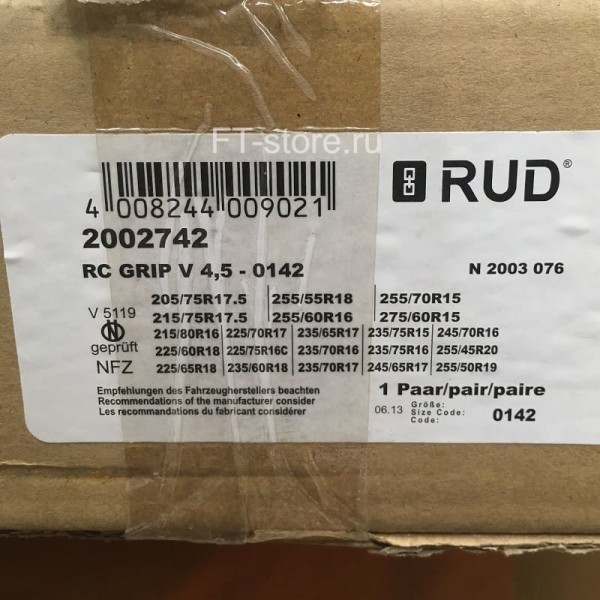 FT-store.ru
RUD®
4 008244 009021
2002742
RC GRIP V 4,5 - 0142
N 2003 076
205/75R17.5 255/55R18 255/70R15
V 5119
215/75R17.5 255/60R16 275/60R15
N
215/80R16 225/70R17 235/65R17 235/75R15 245/70R16
geprüft
225/60R18 225/75R16C 235/70R16 235/75R16 255/45R20
NFZ
225/65R18 235/60R18 235/70R17 245/65R17 255/50R19
Empfehlungen des Fahrzeugherstellers beachten
Recommendations of the manufacturer consider
Les recommandations du fabricant considérer
1 Paar/pair/paire
06.13
Größe:
Size Code:
Code:
0142